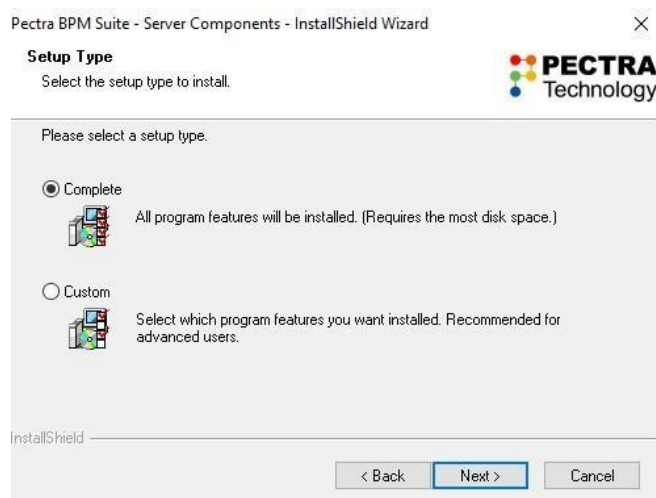 Pectra BPM Suite - Server Components - InstallShield Wizard
Setup Type
Select the setup type to install.
PECTRA
Technology
Please select a setup type.
Complete
All program features will be installed. (Requires the most disk space.)
Custom
Select which program features you want installed. Recommended for
advanced users.
InstallShield
< Back
Next >
Cancel